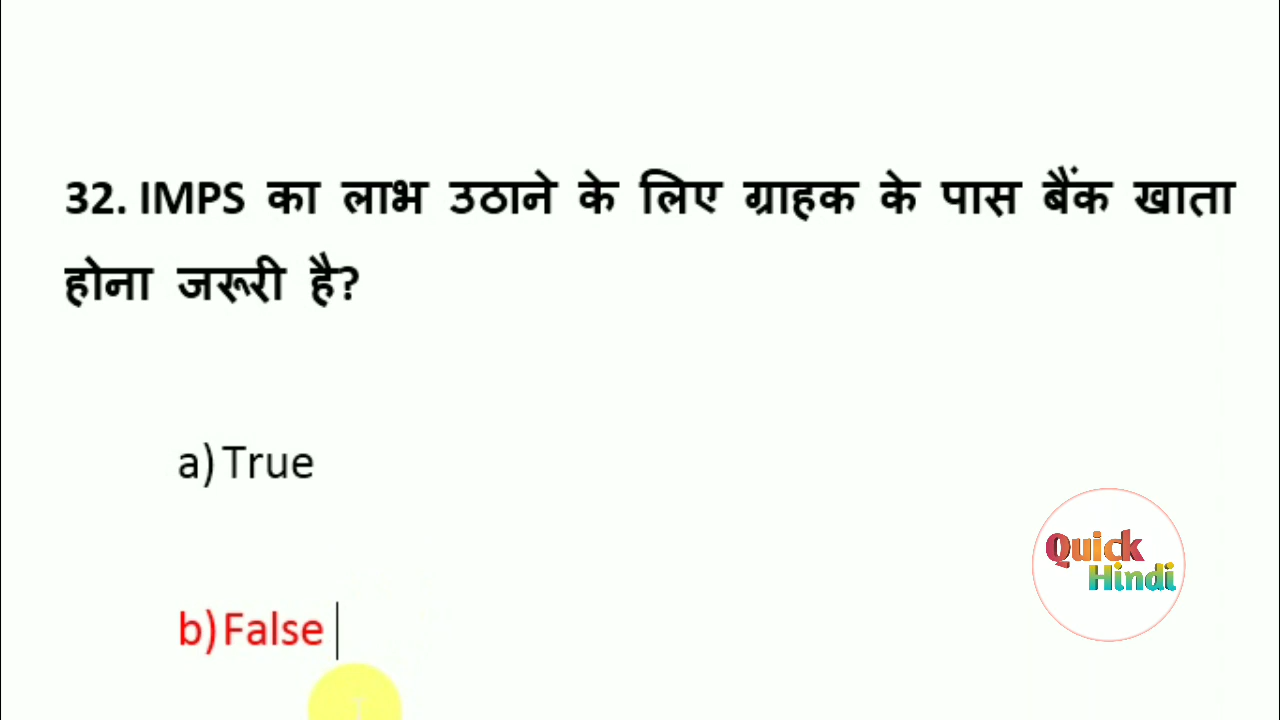 32. IMPS का लाभ उठाने के लिए ग्राहक के पास बैंक खाता
होना जरूरी है?
a) True
b) False
Quick
Hindi